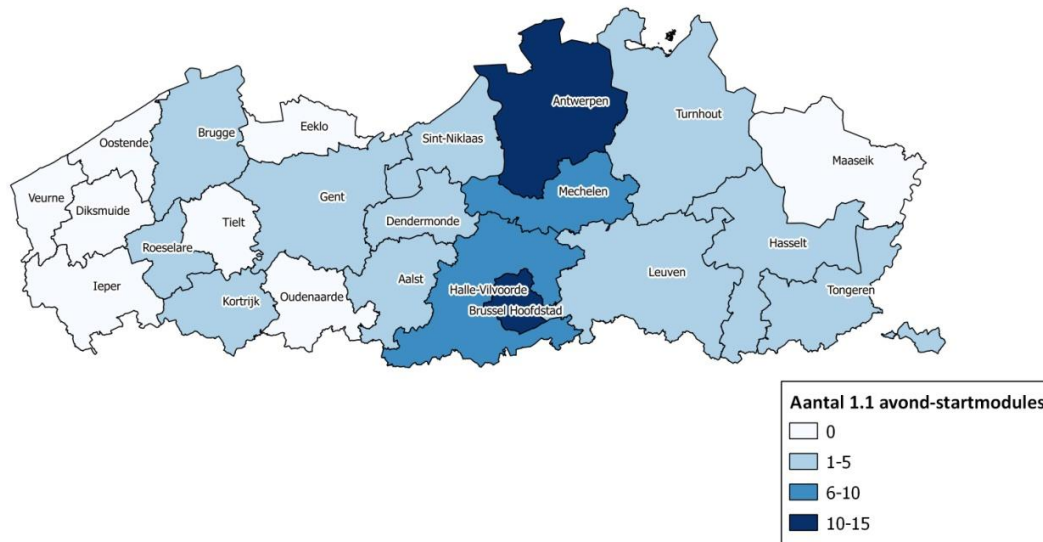 Antwerpen
Turnhout
Brugge
Eeklo
Sint-Niklaas
Oostende
Maaseik
Veurne
Gent
Mechelen
Diksmuide
Tielt
Dendermonde
Roeselare
Hasselt
Aalst
Leuven
Ieper
Kortrijk
Oudenaarde
Halle-Vilvoorde
Tongeren
Brussel Hoofdstad
Aantal 1.1 avond-startmodules
0
1-5
6-10
10-15